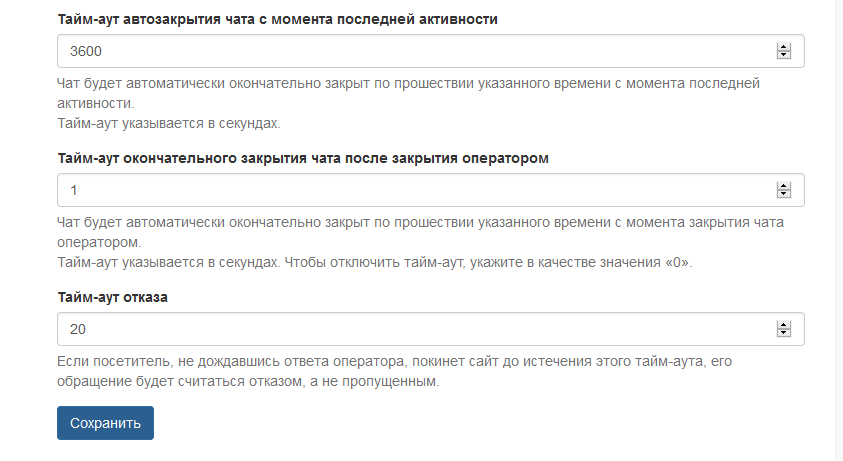 Тайм-аут автозакрытия чата с момента последней активности
3600
Чат будет автоматически окончательно закрыт по прошествии указанного времени с момента последней
активности.
Тайм-аут указывается в секундах.
Тайм-аут окончательного закрытия чата после закрытия оператором
1
Чат будет автоматически окончательно закрыт по прошествии указанного времени с момента закрытия чата
оператором.
Тайм-аут указывается в секундах. Чтобы отключить тайм-аут, укажите в качестве значения «0».
Тайм-аут отказа
20
Если посетитель, не дождавшись ответа оператора, покинет сайт до истечения этого тайм-аута, его
обращение будет считаться отказом, а не пропущенным.
Сохранить